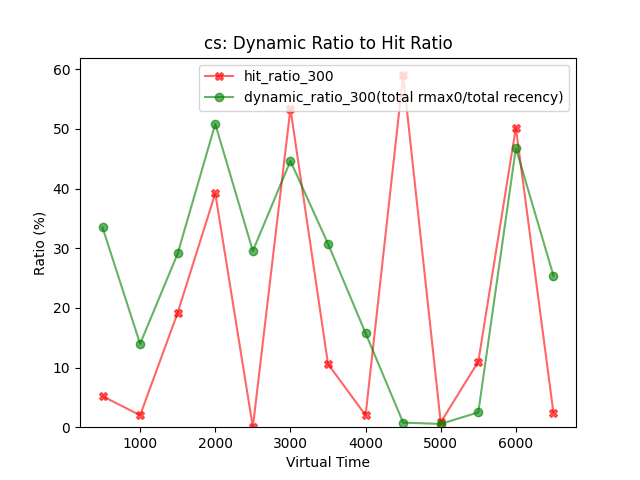 cs: Dynamic Ratio to Hit Ratio
hit_ratio_300
dynamic_ratio_300(total rmax0/total recency)
60
50
40
30
20
10
0
Ratio (%)
1000 2000 3000 4000 5000 6000
Virtual Time